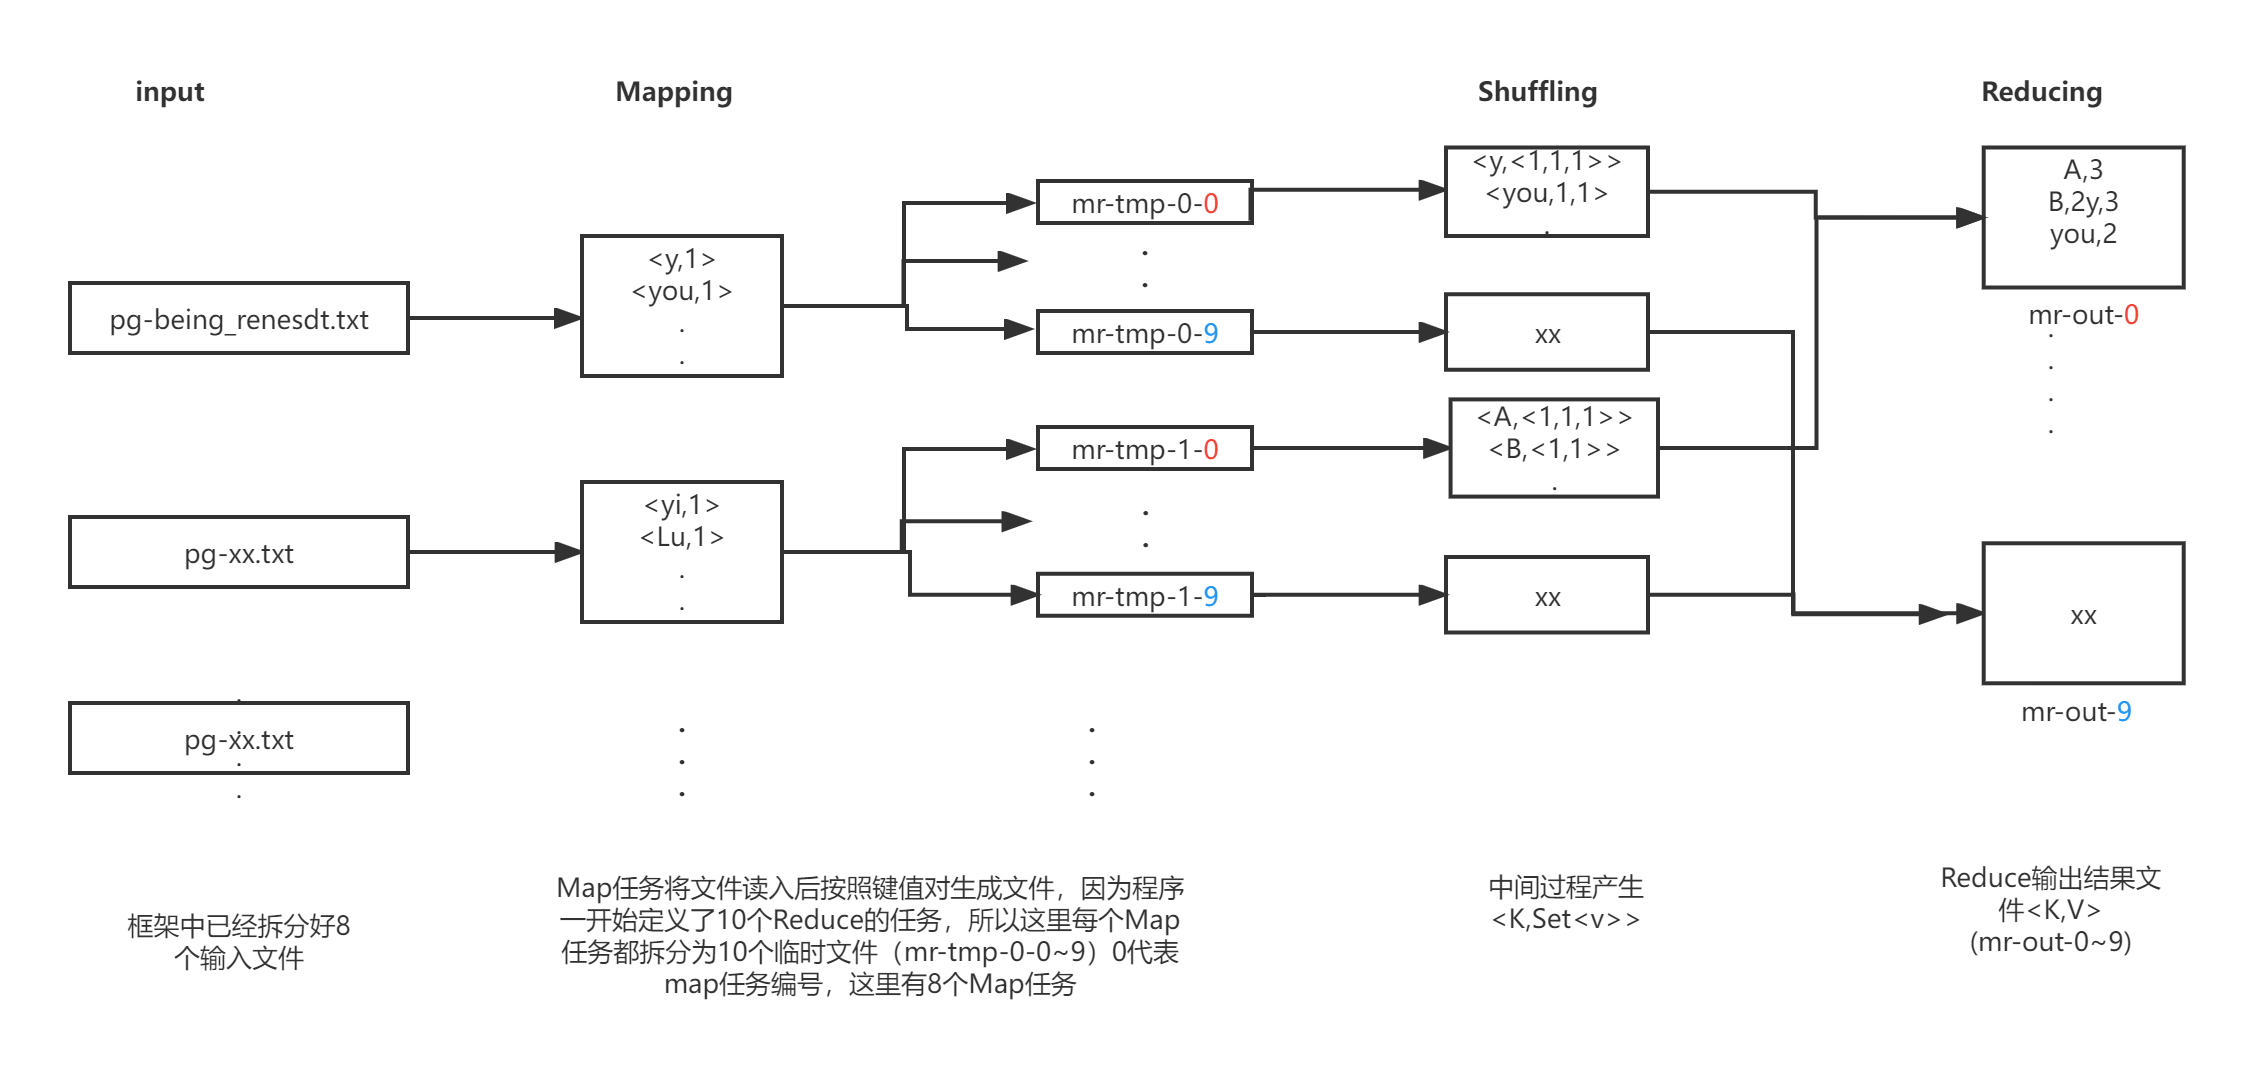 input
Mapping
Shuffling
Reducing
pg-being_renesdt.txt
<y,1>
<you,1>
.
.
mr-tmp-0-0
.
.
mr-tmp-0-9
<y,<1,1,1>>
<you,1,1>
.
xx
A,3
B,2y,3
you,2
mr-out-0
.
.
.
.
pg-xx.txt
<yi,1>
<Lu,1>
.
.
mr-tmp-1-0
.
.
mr-tmp-1-9
<A,<1,1,1>>
<B,<1,1>>
.
xx
xx
mr-out-9
.
pg-xx.txt
.
.
.
.
.
.
.
.
框架中已经拆分好8
个输入文件
Map任务将文件读入后按照键值对生成文件，因为程序
一开始定义了10个Reduce的任务，所以这里每个Map
任务都拆分为10个临时文件（mr-tmp-0-0~9）0代表
map任务编号，这里有8个Map任务
中间过程产生
<K,Set<v>>
Reduce输出结果文
件<K,V>
(mr-out-0~9)